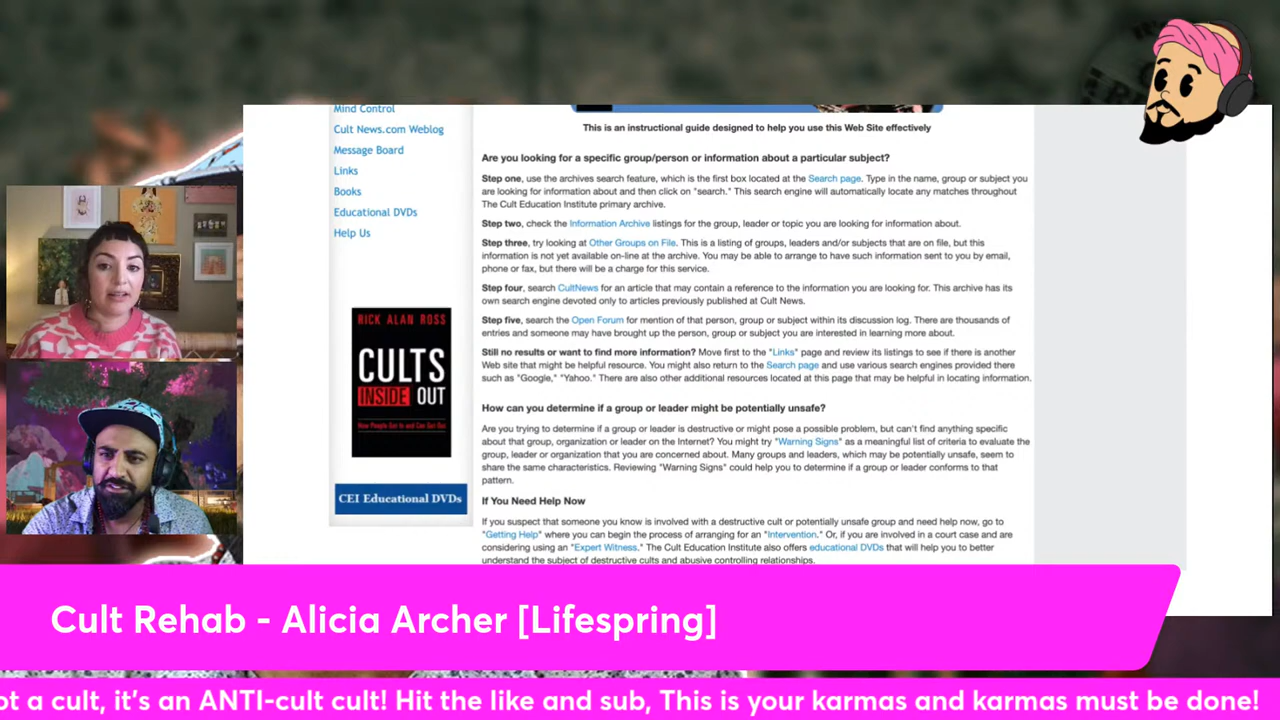 Mind Control
Cult News.com Weblog
Message Board
Links
Books
Educational DVDs
Help Us
RICK ALAN ROSS
CULTS
INSIDE OUT
How People Get In and Can Get Out
CEI Educational DVDs
This is an instructional guide designed to help you use this Web Site effectively
Are you looking for a specific group/person or information about a particular subject?
Step one, use the archives search feature, which is the first box located at the Search page. Type in the name, group or subject you
are looking for information about and then click on "search." This search engine will automatically locate any matches throughout
The Cult Education Institute primary archive.
Step two, check the Information Archive listings for the group, leader or topic you are looking for information about.
Step three, try looking at Other Groups on File. This is a listing of groups, leaders and/or subjects that are on file, but this
information is not yet available on-line at the archive. You may be able to arrange to have such information sent to you by email,
phone or fax, but there will be a charge for this service.
Step four, search CultNews for an article that may contain a reference to the information you are looking for. This archive has its
own search engine devoted only to articles previously published at Cult News.
Step five, search the Open Forum for mention of that person, group or subject within its discussion log. There are thousands of
entries and someone may have brought up the person, group or subject you are interested in learning more about.
Still no results or want to find more information? Move first to the "Links" page and review its listings to see if there is another
Web site that might be helpful resource. You might also return to the Search page and use various search engines provided there
such as "Google," "Yahoo." There are also other additional resources located at this page that may be helpful in locating information.
How can you determine if a group or leader might be potentially unsafe?
Are you trying to determine if a group or leader is destructive or might pose a possible problem, but can't find anything specific
about that group, organization or leader on the Internet? You might try "Warning Signs" as a meaningful list of criteria to evaluate the
group, leader or organization that you are concerned about. Many groups and leaders, which may be potentially unsafe, seem to
share the same characteristics. Reviewing "Warning Signs" could help you to determine if a group or leader conforms to that
pattern.
If You Need Help Now
If you suspect that someone you know is involved with a destructive cult or potentially unsafe group and need help now, go to
"Getting Help" where you can begin the process of arranging for an "Intervention." Or, if you are involved in a court case and are
considering using an "Expert Witness." The Cult Education Institute also offers educational DVDs that will help you to better
understand the subject of destructive cults and abusive controlling relationships.
Cult Rehab - Alicia Archer [Lifespring]
ot a cult, it's an ANTI-cult cult! Hit the like and sub, This is your karmas and karmas must be done!